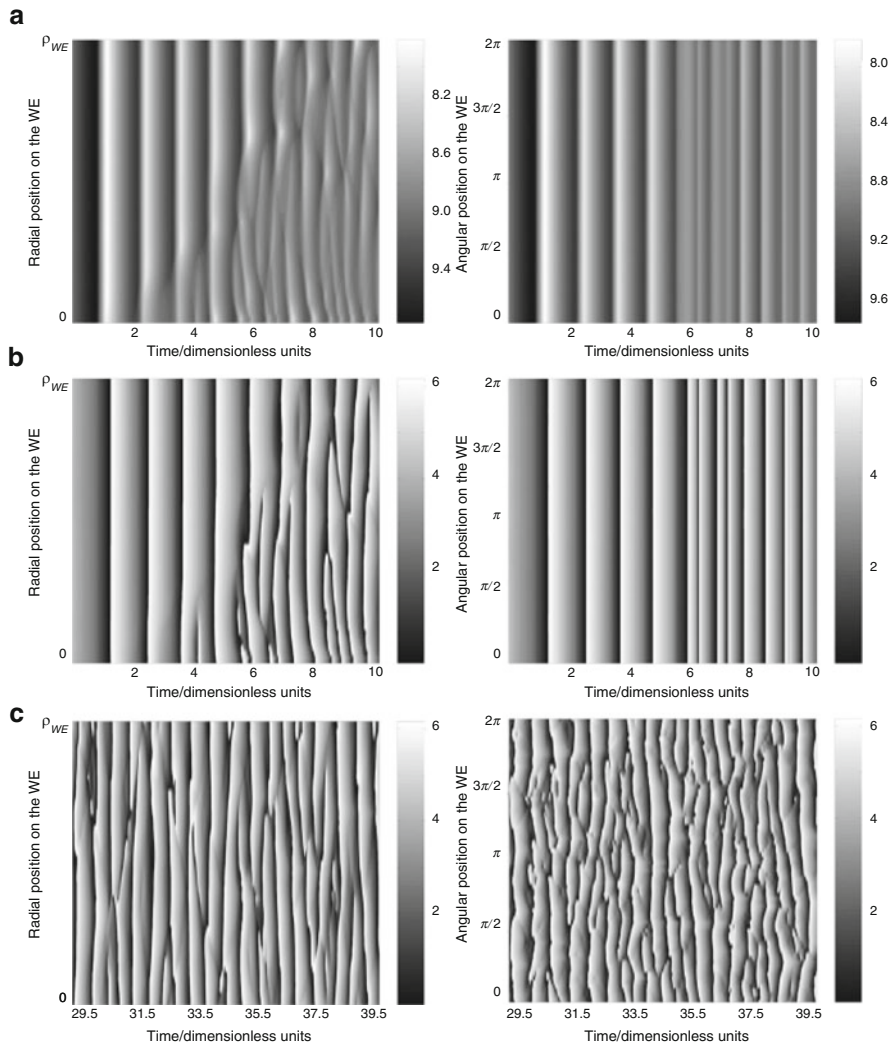 a
ρWE
Radial position on the WE
0
2 4 6 8 10
Time/dimensionless units
8.2
8.6
9.0
9.4
2π
3π/2
π
π/2
0
Angular position on the WE
2 4 6 8 10
Time/dimensionless units
8.0
8.4
8.8
9.2
9.6
b
ρWE
Radial position on the WE
0
2 4 6 8 10
Time/dimensionless units
6
4
2
2π
3π/2
π
π/2
0
Angular position on the WE
2 4 6 8 10
Time/dimensionless units
6
4
2
c
ρWE
Radial position on the WE
0
29.5 31.5 33.5 35.5 37.5 39.5
Time/dimensionless units
6
4
2
2π
3π/2
π
π/2
0
Angular position on the WE
29.5 31.5 33.5 35.5 37.5 39.5
Time/dimensionless units
6
4
2